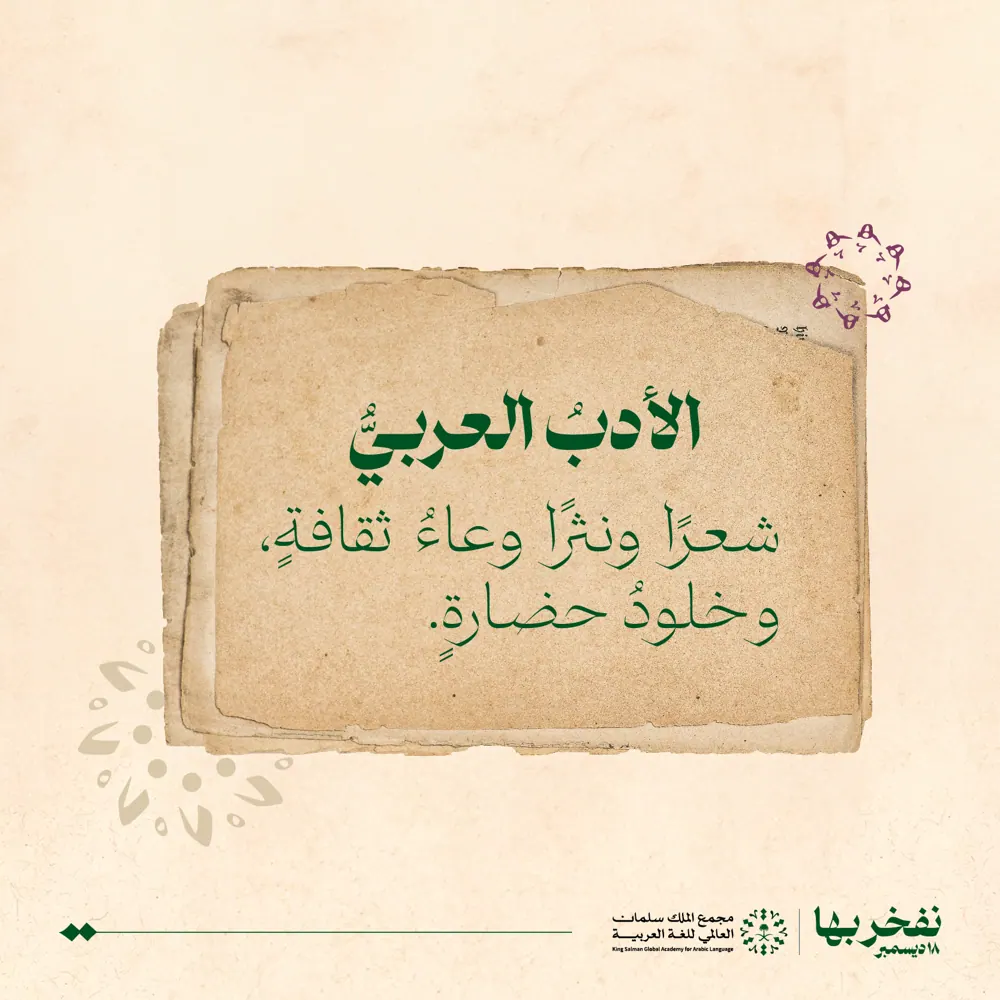 الأدبُ العربيُّ
شعرًا ونثرًا وعاءُ ثقافةٍ،
وخلودُ حضارةٍ.
نفخر بها
١٨ ديسمبر
مجمع الملك سلمان
العالمي للغة العربية
King Salman Global Academy for Arabic Language